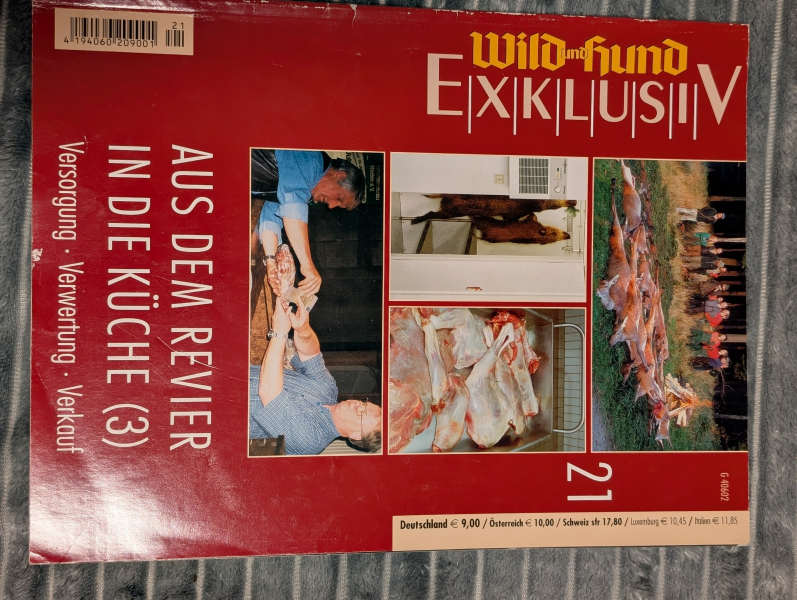 Wild und Hund
EXKLUSIV
G 40602
21
Deutschland € 9,00 / Österreich € 10,00 / Schweiz sfr 17,80 / Luxemburg € 10,45 / Italien € 11,85
AUS DEM REVIER
IN DIE KÜCHE (3)
Versorgung · Verwertung · Verkauf
21
4 194060 209001